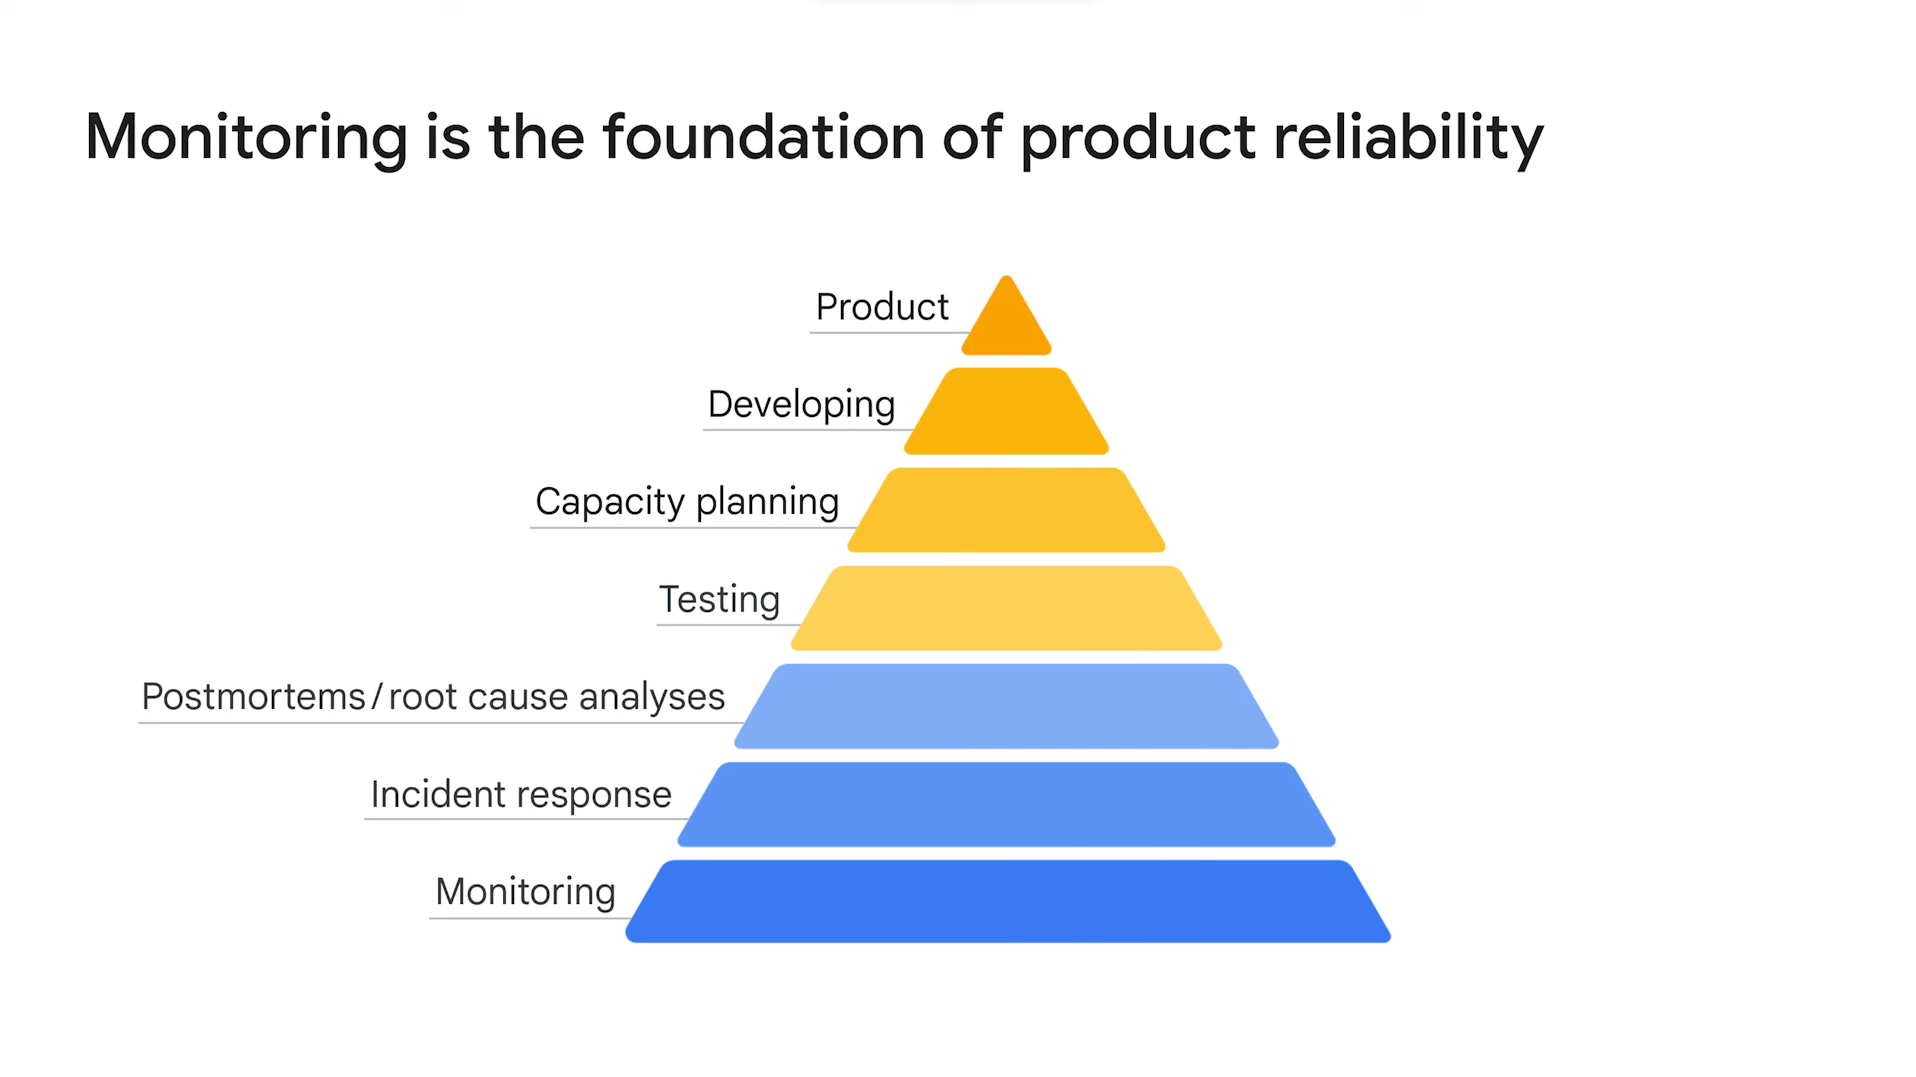 Monitoring is the foundation of product reliability
Product
Developing
Capacity planning
Testing
Postmortems/root cause analyses
Incident response
Monitoring